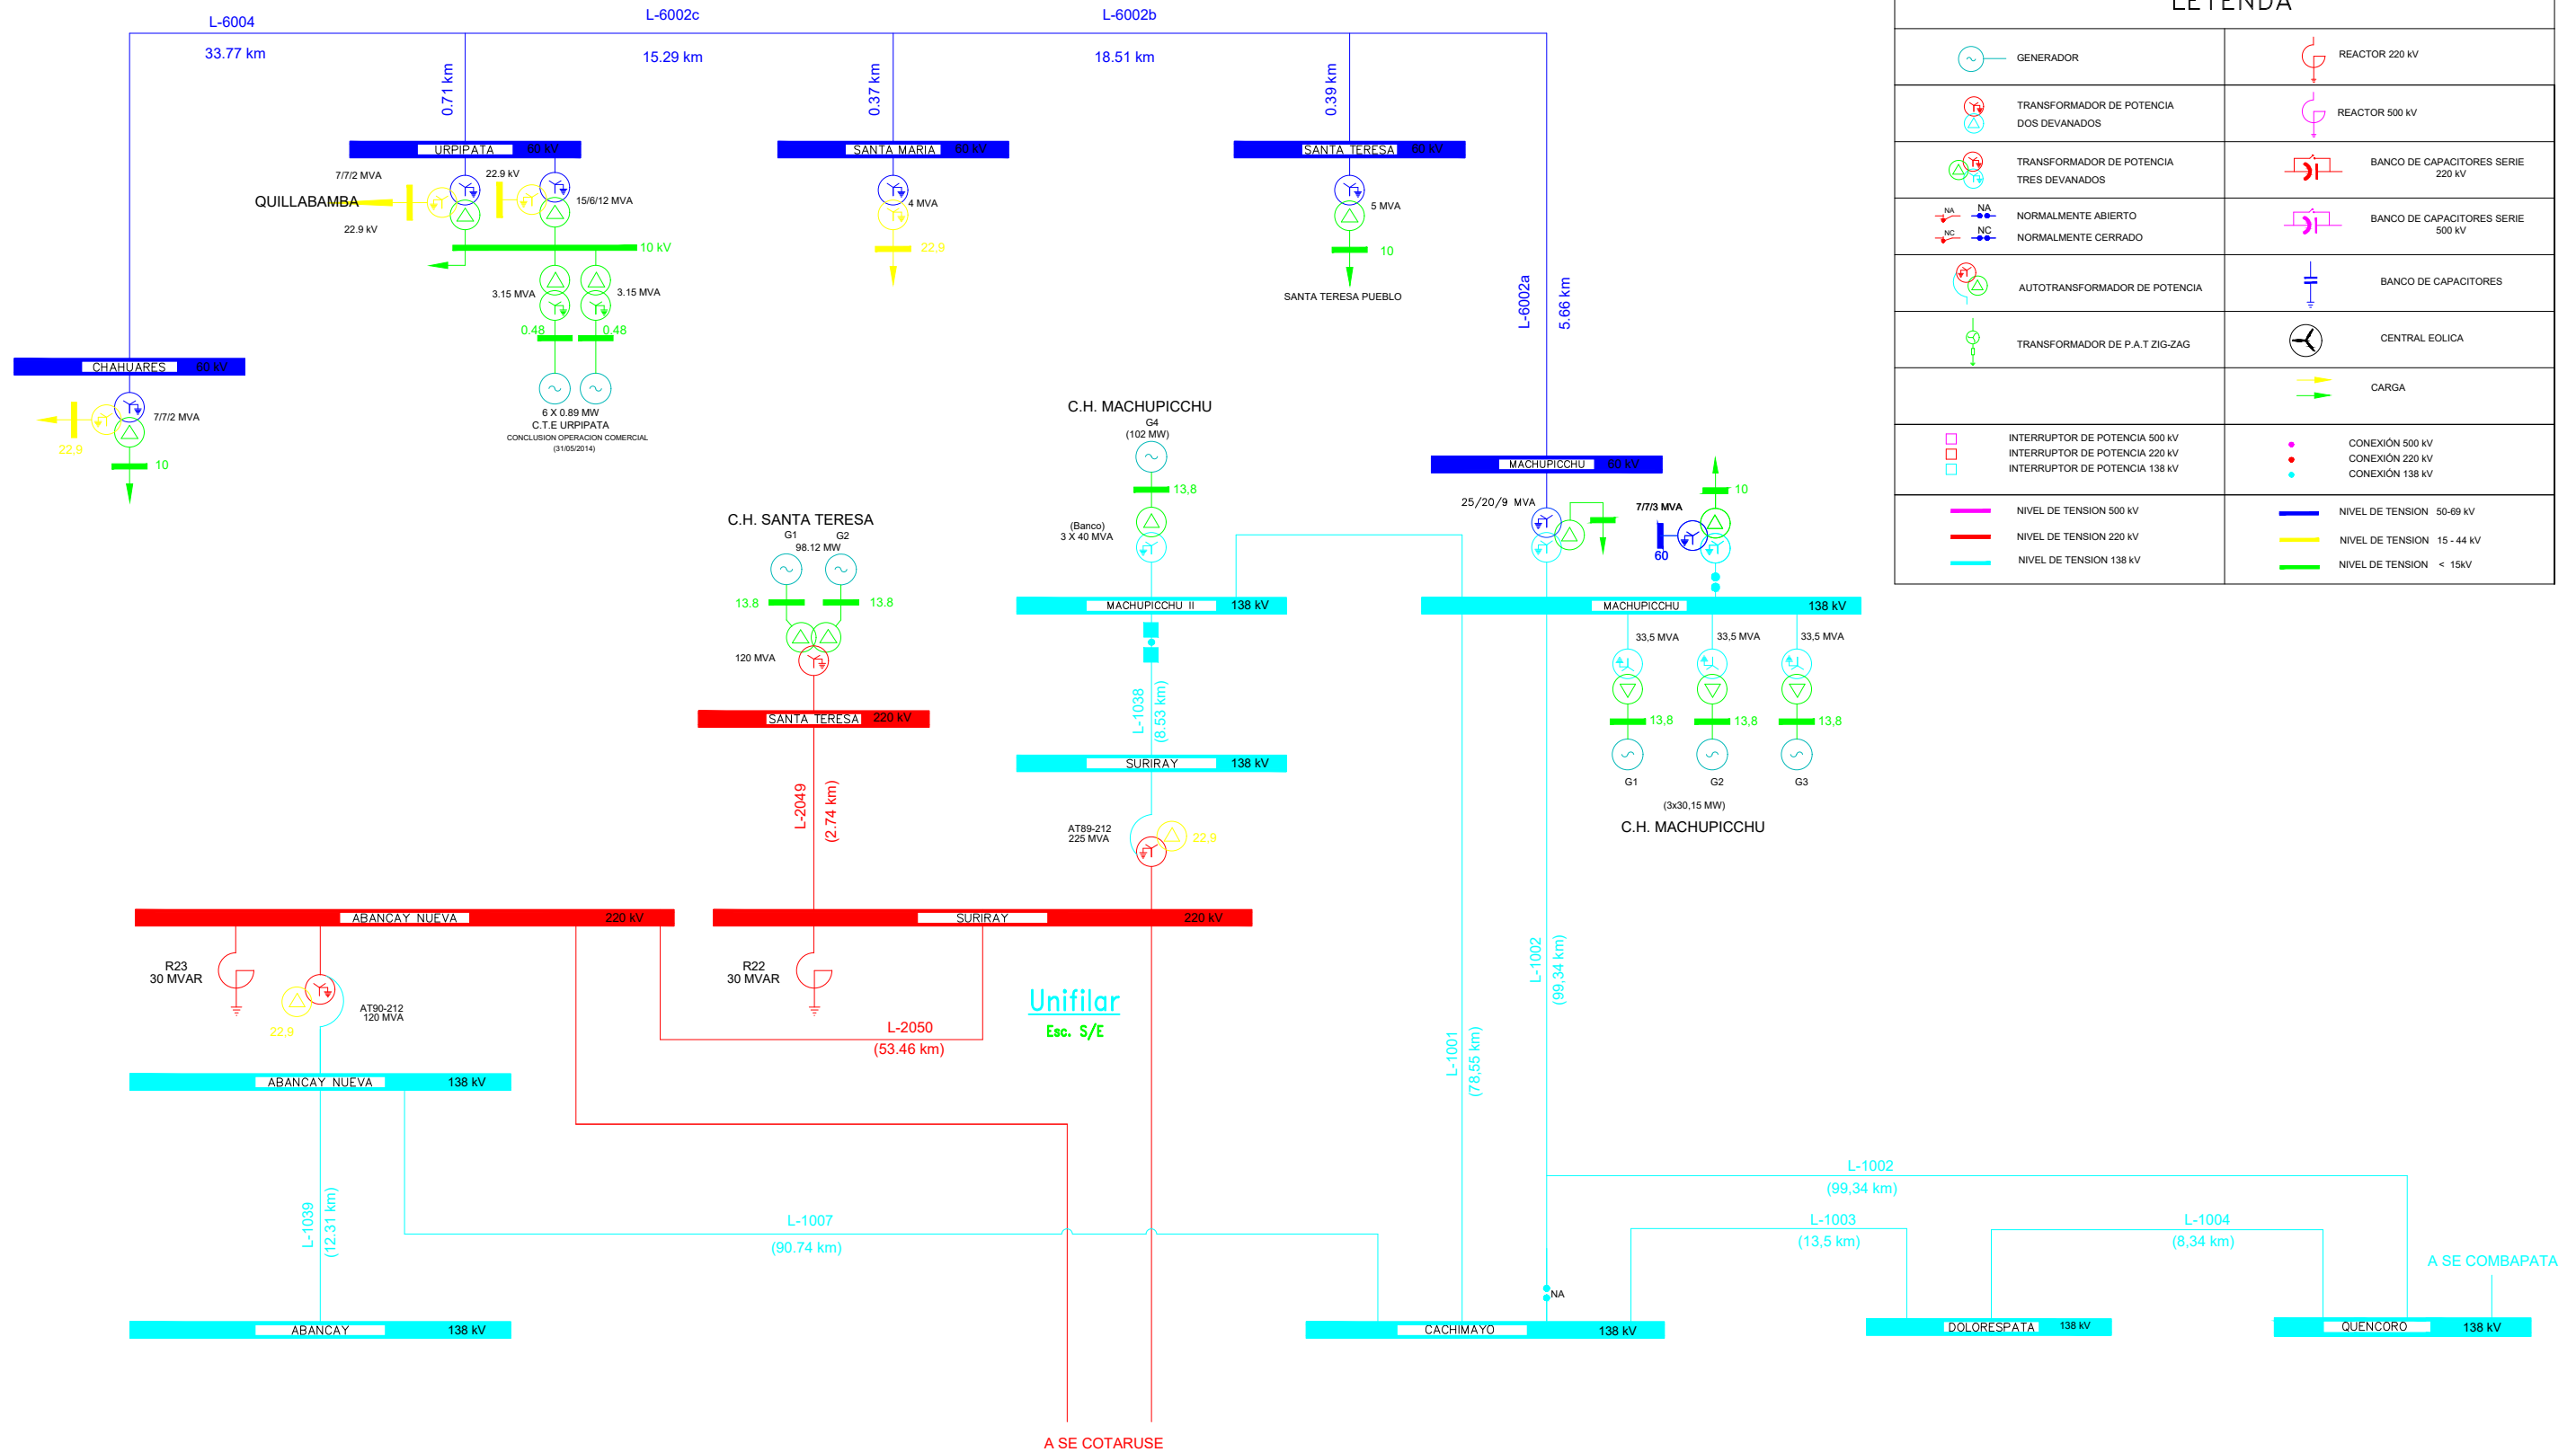 L-6004
L-6002c
L-6002b
33.77 km
15.29 km
18.51 km
0.71 km
0.37 km
0.39 km
URPIPATA 60 kV
SANTA MARIA 60 kV
SANTA TERESA 60 kV
7/7/2 MVA
22.9 kV
QUILLABAMBA
15/6/12 MVA
22.9 kV
4 MVA
5 MVA
10 kV
22,9
10
SANTA TERESA PUEBLO
3.15 MVA
3.15 MVA
0.48
0.48
L-6002a
5.66 km
CHAHUARES 60 kV
7/7/2 MVA
22,9
10
6 X 0.89 MW
C.T.E URPIPATA
CONCLUSION OPERACION COMERCIAL
(31/05/2014)
C.H. MACHUPICCHU
G4
(102 MW)
13,8
(Banco)
3 X 40 MVA
MACHUPICCHU 60 kV
25/20/9 MVA
7/7/3 MVA
10
60
C.H. SANTA TERESA
G1 G2
98.12 MW
13.8
13.8
120 MVA
MACHUPICCHU II 138 kV
MACHUPICCHU 138 kV
33,5 MVA
33,5 MVA
33,5 MVA
13,8
13,8
13,8
G1
G2
G3
(3x30,15 MW)
C.H. MACHUPICCHU
L-1038
(8.53 km)
SANTA TERESA 220 kV
SURIRAY 138 kV
L-2049
(2.74 km)
AT89-212
225 MVA
22,9
ABANCAY NUEVA 220 kV
SURIRAY 220 kV
R23
30 MVAR
R22
30 MVAR
AT90-212
120 MVA
22,9
Unifilar
Esc. S/E
L-2050
(53.46 km)
L-1002
(99,34 km)
L-1001
(78,55 km)
ABANCAY NUEVA 138 kV
L-1039
(12.31 km)
L-1007
(90.74 km)
L-1002
(99,34 km)
L-1003
(13,5 km)
L-1004
(8,34 km)
A SE COMBAPATA
NA
ABANCAY 138 kV
CACHIMAYO 138 kV
DOLORESPATA 138 kV
QUENCORO 138 kV
A SE COTARUSE
LEYENDA
GENERADOR
REACTOR 220 kV
TRANSFORMADOR DE POTENCIA
DOS DEVANADOS
REACTOR 500 kV
TRANSFORMADOR DE POTENCIA
TRES DEVANADOS
BANCO DE CAPACITORES SERIE
220 kV
NA NA NORMALMENTE ABIERTO
NC NC NORMALMENTE CERRADO
BANCO DE CAPACITORES SERIE
500 kV
AUTOTRANSFORMADOR DE POTENCIA
BANCO DE CAPACITORES
TRANSFORMADOR DE P.A.T ZIG-ZAG
CENTRAL EOLICA
CARGA
INTERRUPTOR DE POTENCIA 500 kV
INTERRUPTOR DE POTENCIA 220 kV
INTERRUPTOR DE POTENCIA 138 kV
CONEXIÓN 500 kV
CONEXIÓN 220 kV
CONEXIÓN 138 kV
NIVEL DE TENSION 500 kV
NIVEL DE TENSION 220 kV
NIVEL DE TENSION 138 kV
NIVEL DE TENSION 50-69 kV
NIVEL DE TENSION 15 - 44 kV
NIVEL DE TENSION < 15kV